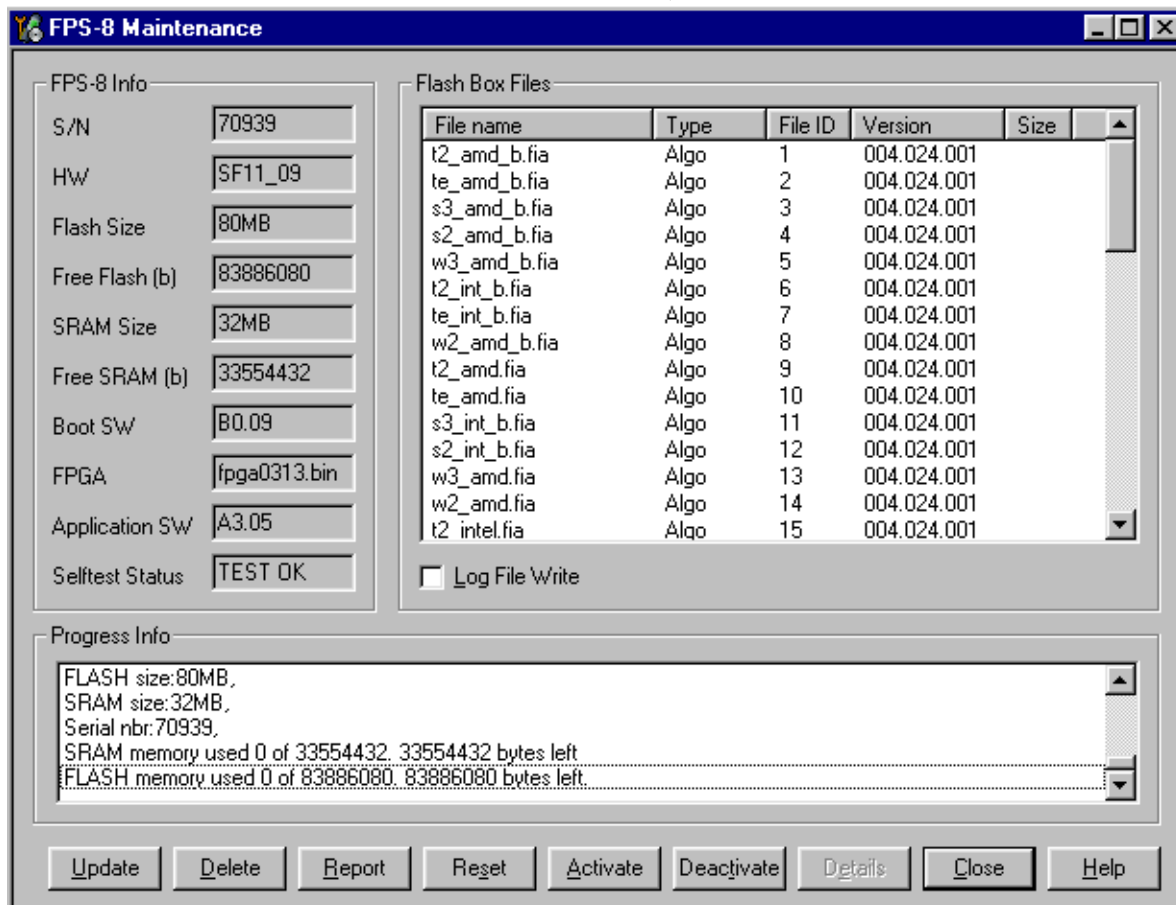 FPS-8 Maintenance
FPS-8 Info
S/N 70939
HW SF11_09
Flash Size 80MB
Free Flash (b) 83886080
SRAM Size 32MB
Free SRAM (b) 33554432
Boot SW B0.09
FPGA fpga0313.bin
Application SW A3.05
Selftest Status TEST OK
Flash Box Files
File name Type File ID Version Size
t2_amd_b.fia Algo 1 004.024.001
te_amd_b.fia Algo 2 004.024.001
s3_amd_b.fia Algo 3 004.024.001
s2_amd_b.fia Algo 4 004.024.001
w3_amd_b.fia Algo 5 004.024.001
t2_int_b.fia Algo 6 004.024.001
te_int_b.fia Algo 7 004.024.001
w2_amd_b.fia Algo 8 004.024.001
t2_amd.fia Algo 9 004.024.001
te_amd.fia Algo 10 004.024.001
s3_int_b.fia Algo 11 004.024.001
s2_int_b.fia Algo 12 004.024.001
w3_amd.fia Algo 13 004.024.001
w2_amd.fia Algo 14 004.024.001
t2_intel.fia Algo 15 004.024.001
Log File Write
Progress Info
FLASH size:80MB,
SRAM size:32MB,
Serial nbr:70939,
SRAM memory used 0 of 33554432. 33554432 bytes left
FLASH memory used 0 of 83886080. 83886080 bytes left.
Update Delete Report Reset Activate Deactivate Details Close Help